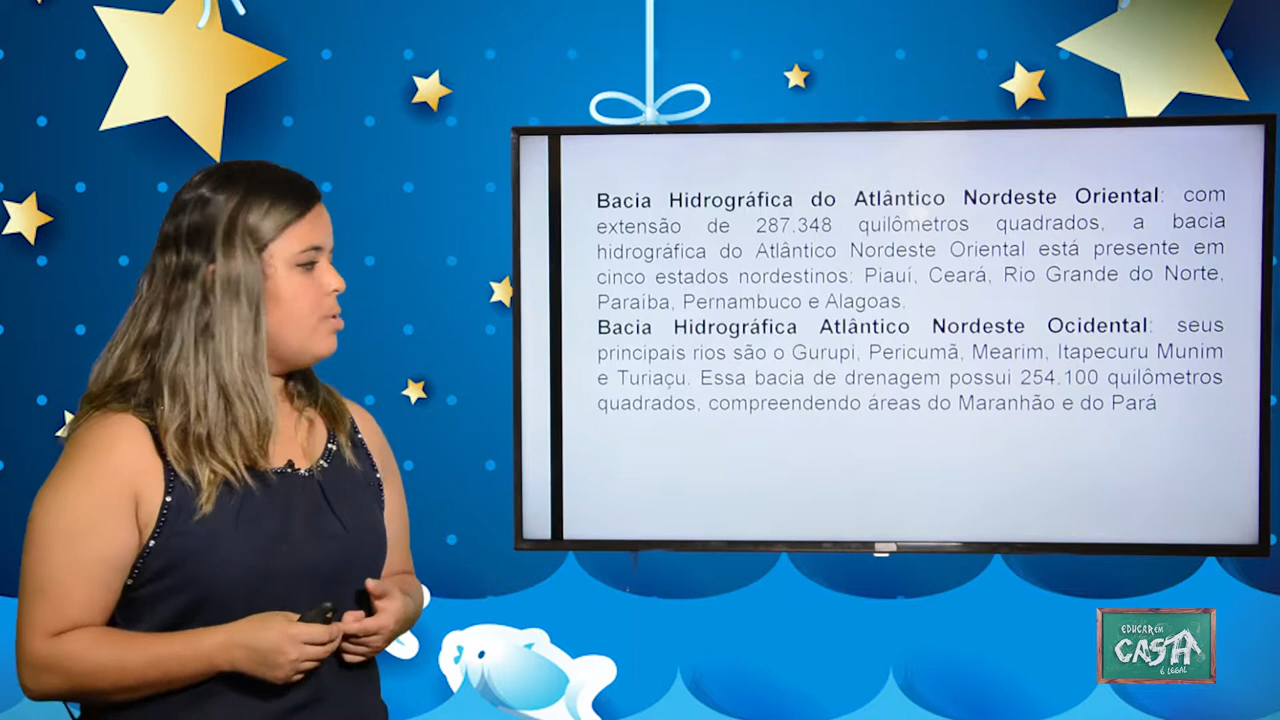 Bacia Hidrográfica do Atlântico Nordeste Oriental: com
extensão de 287.348 quilômetros quadrados, a bacia
hidrográfica do Atlântico Nordeste Oriental está presente em
cinco estados nordestinos: Piauí, Ceará, Rio Grande do Norte,
Paraíba, Pernambuco e Alagoas.
Bacia Hidrográfica Atlântico Nordeste Ocidental: seus
principais rios são o Gurupi, Pericumã, Mearim, Itapecuru Munim
e Turiaçu. Essa bacia de drenagem possui 254.100 quilômetros
quadrados, compreendendo áreas do Maranhão e do Pará
EDUCAR EM
CASA
É LEGAL